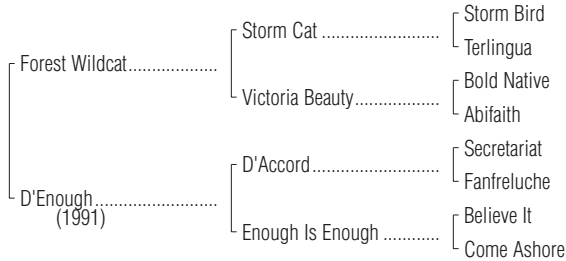 Storm Bird
Storm Cat ..........................
Terlingua
Forest Wildcat...................
Bold Native
Victoria Beauty...................
Abifaith
Secretariat
D'Accord............................
Fanfreluche
D'Enough..........................
(1991)
Believe It
Enough Is Enough ............
Come Ashore